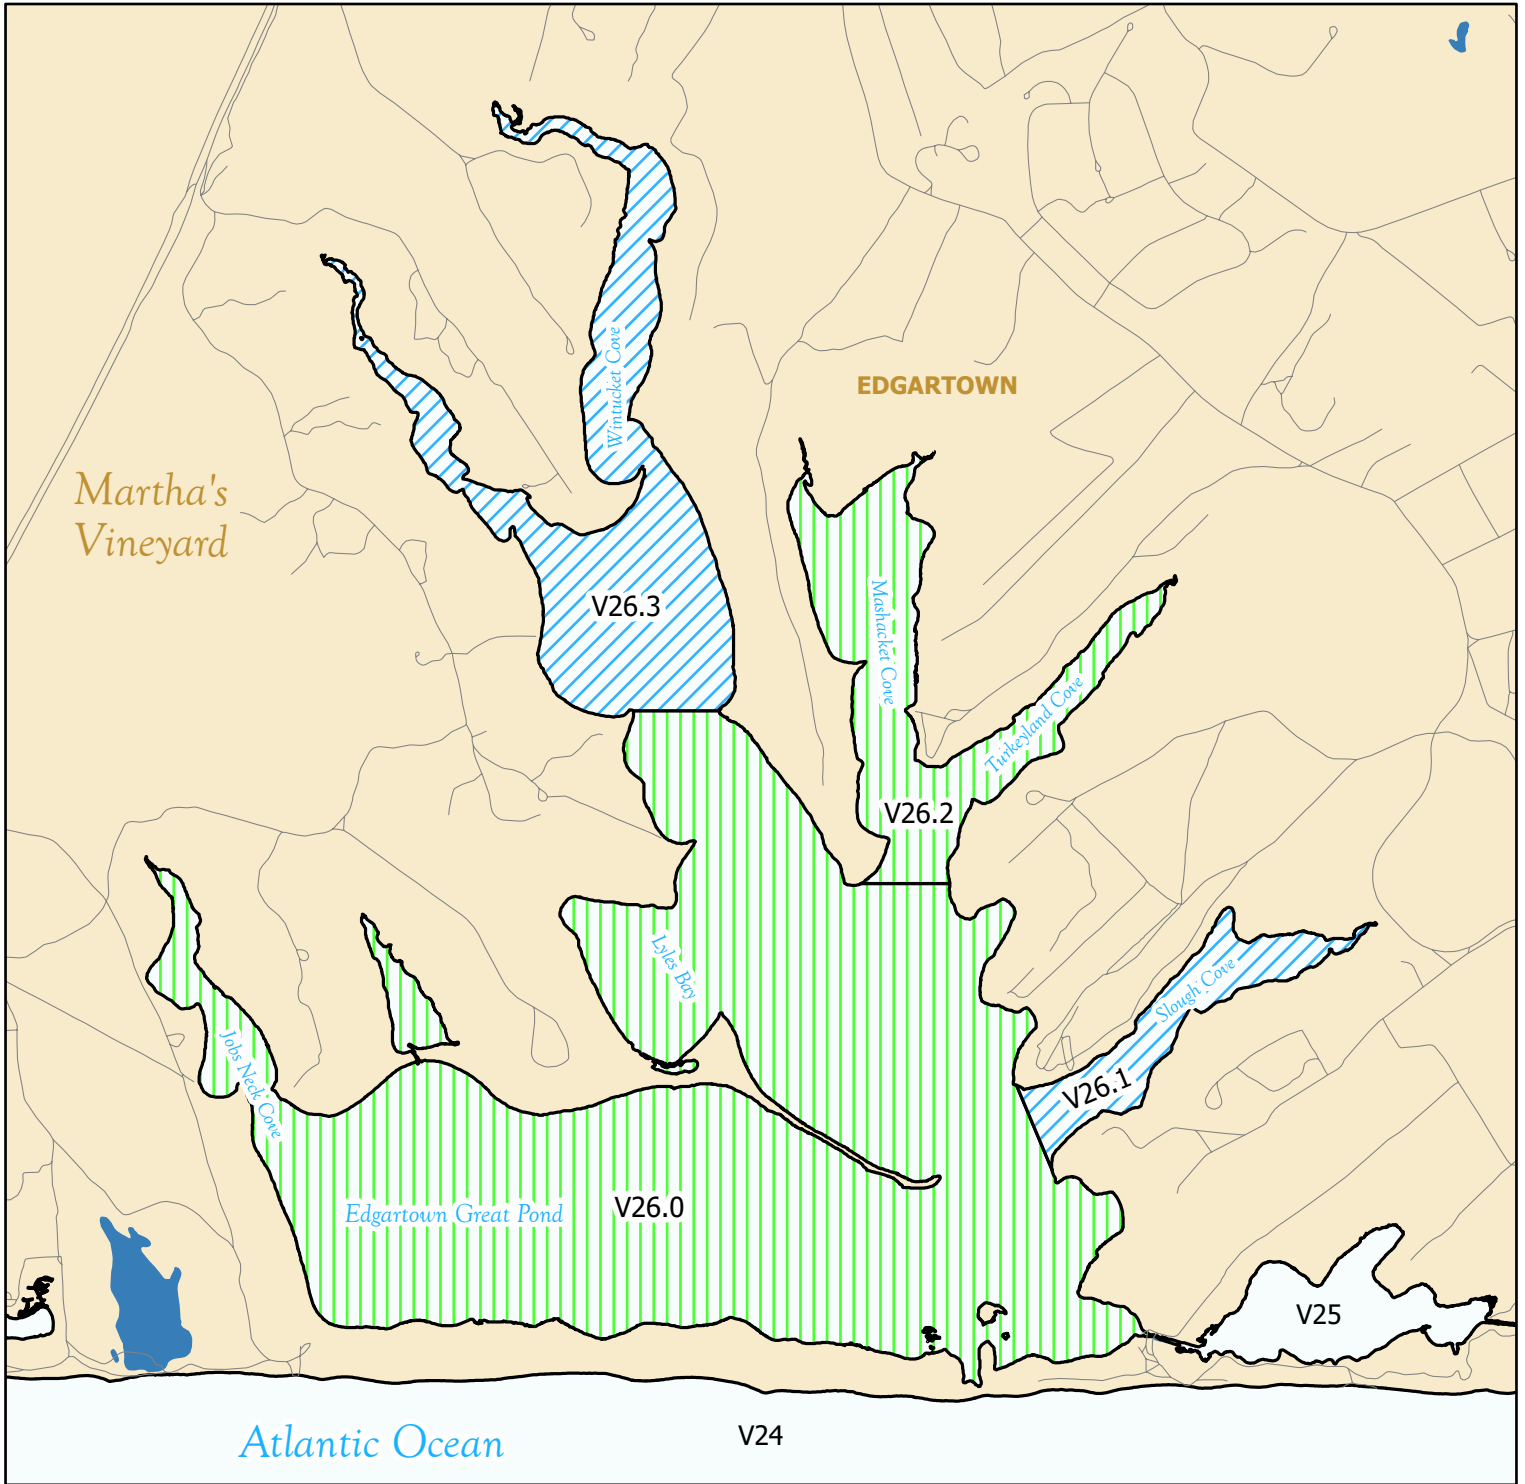 Wintucket Cove
EDGARTOWN
Martha's
Vineyard
V26.3
Mashacket Cove
Turkeyland Cove
V26.2
Lyles Bay
Slough Cove
Jobs Neck Cove
V26.1
Edgartown Great Pond
V26.0
V25
Atlantic Ocean
V24